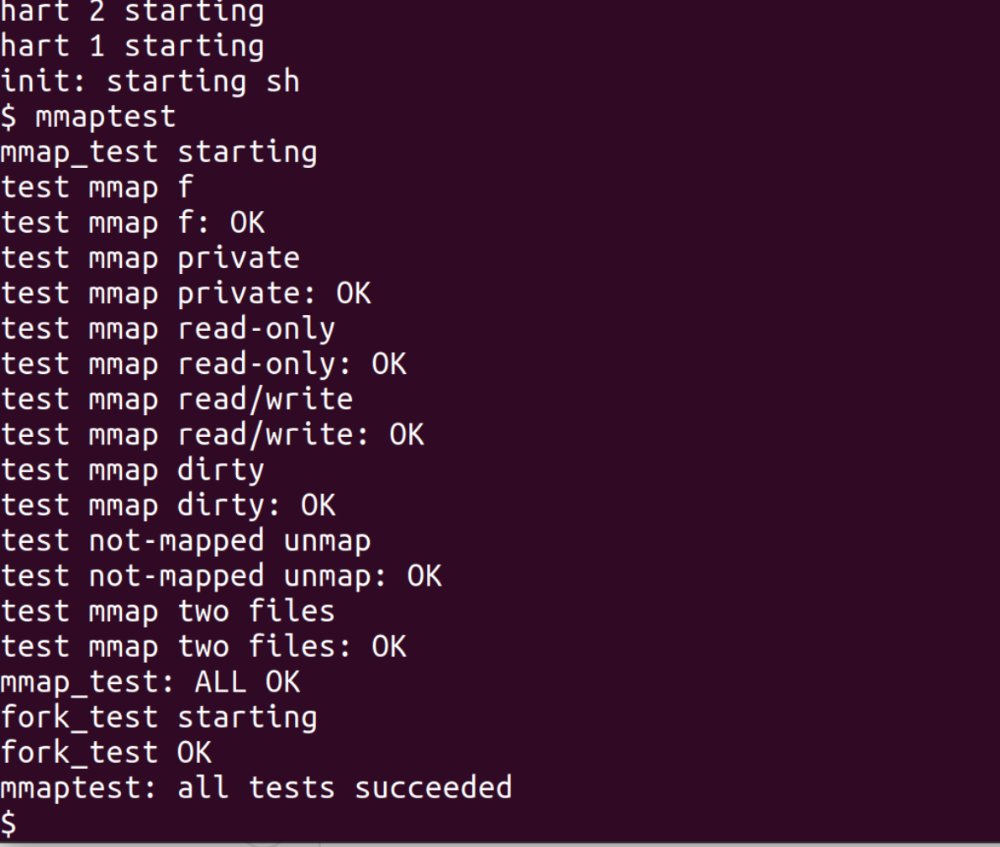 hart 2 starting
hart 1 starting
init: starting sh
$ mmaptest
mmap_test starting
test mmap f
test mmap f: OK
test mmap private
test mmap private: OK
test mmap read-only
test mmap read-only: OK
test mmap read/write
test mmap read/write: OK
test mmap dirty
test mmap dirty: OK
test not-mapped unmap
test not-mapped unmap: OK
test mmap two files
test mmap two files: OK
mmap_test: ALL OK
fork_test starting
fork_test OK
mmaptest: all tests succeeded
$